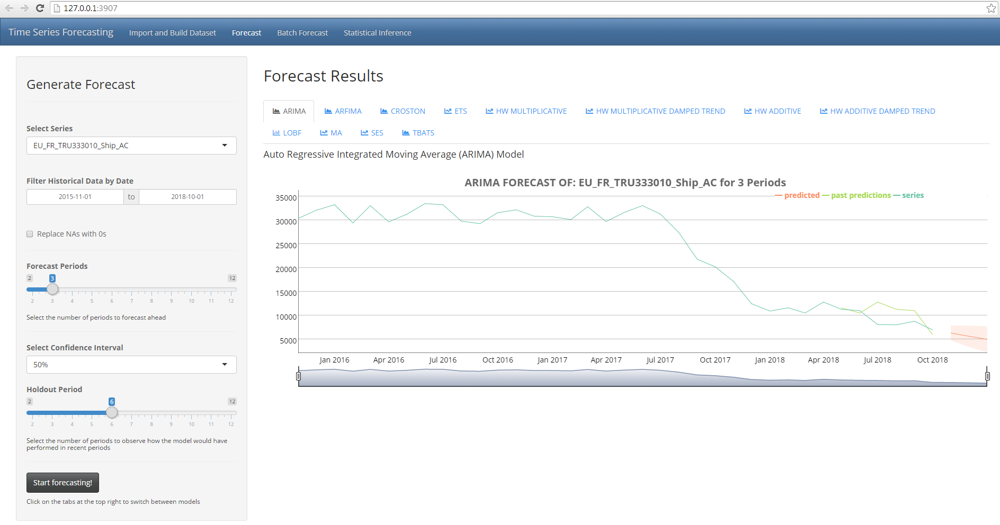 127.0.0.1:3907
Time Series Forecasting Import and Build Dataset Forecast Batch Forecast Statistical Inference
Generate Forecast
Select Series
EU_FR_TRU333010_Ship_AC
Filter Historical Data by Date
2015-11-01 to 2018-10-01
Replace NAs with 0s
Forecast Periods
2 3 12
2 3 4 5 6 7 8 9 10 11 12
Select the number of periods to forecast ahead
Select Confidence Interval
50%
Holdout Period
2 6 12
2 3 4 5 6 7 8 9 10 11 12
Select the number of periods to observe how the model would have
performed in recent periods
Start forecasting!
Click on the tabs at the top right to switch between models
Forecast Results
ARIMA ARFIMA CROSTON ETS HW MULTIPLICATIVE HW MULTIPLICATIVE DAMPED TREND HW ADDITIVE HW ADDITIVE DAMPED TREND
LOBF MA SES TBATS
Auto Regressive Integrated Moving Average (ARIMA) Model
ARIMA FORECAST OF: EU_FR_TRU333010_Ship_AC for 3 Periods
predicted past predictions series
35000
30000
25000
20000
15000
10000
5000
Jan 2016 Apr 2016 Jul 2016 Oct 2016 Jan 2017 Apr 2017 Jul 2017 Oct 2017 Jan 2018 Apr 2018 Jul 2018 Oct 2018